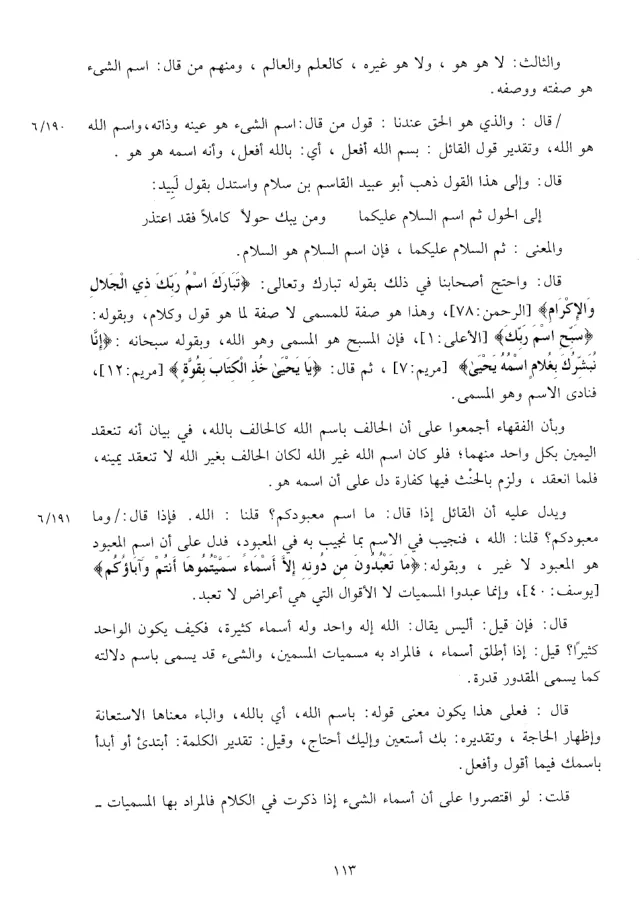 والثالث: لا هو هو ، ولا هو غيره ، كالعلم والعالم ، ومنهم من قال: اسم الشىء
هو صفته ووصفه.
٦/١٩٠ /قال : والذي هو الحق عندنا : قول من قال:اسم الشىء هو عينه وذاته،واسم الله
هو الله، وتقدير قول القائل : بسم الله أفعل ، أي: بالله أفعل، وأنه اسمه هو هو .
قال: وإلى هذا القول ذهب أبو عبيد القاسم بن سلام واستدل بقول لَبِيد:
إلى الحول ثم اسم السلام عليكما ومن يبك حولاً كاملاً فقد اعتذر
والمعنى : ثم السلام عليكما ، فإن اسم السلام هو السلام.
قال: واحتج أصحابنا في ذلك بقوله تبارك وتعالى: ﴿تَبَارَكَ اسْمُ رَبِّكَ ذِي الْجَلالِ
وَالإِكْرَامِ﴾ [الرحمن:٧٨]، وهذا هو صفة للمسمى لا صفة لما هو قول وكلام، وبقوله:
﴿سَبِّحِ اسْمَ رَبِّكَ﴾ [الأعلى:١]، فإن المسبح هو المسمى وهو الله، وبقوله سبحانه :﴿إِنَّا
نُبَشِّرُكَ بِغُلامٍ اسْمُهُ يَحْيَىٰ﴾ [مريم:٧] ، ثم قال: ﴿يَا يَحْيَىٰ خُذِ الْكِتَابَ بِقُوَّةٍ﴾ [مريم:١٢]،
فنادى الاسم وهو المسمى.
وبأن الفقهاء أجمعوا على أن الحالف باسم الله كالحالف بالله، في بيان أنه تنعقد
اليمين بكل واحد منهما؛ فلو كان اسم الله غير الله لكان الحالف بغير الله لا تنعقد يمينه،
فلما انعقد ، ولزم بالحنْث فيها كفارة دل على أن اسمه هو.
٦/١٩١ ويدل عليه أن القائل إذا قال: ما اسم معبودكم؟ قلنا : الله. فإذا قال:/وما
معبودكم؟ قلنا: الله ، فنجيب في الاسم بما نجيب به في المعبود، فدل على أن اسم المعبود
هو المعبود لا غير ، وبقوله:﴿مَا تَعْبُدُونَ مِن دُونِهِ إِلاَّ أَسْمَاءً سَمَّيْتُمُوهَا أَنتُمْ وَآبَاؤُكُم﴾
[يوسف:٤٠]، وإنما عبدوا المسميات لا الأقوال التي هي أعراض لا تعبد.
قال: فإن قيل: أليس يقال: الله إله واحد وله أسماء كثيرة، فكيف يكون الواحد
كثيرًا؟ قيل: إذا أطلق أسماء ، فالمراد به مسميات المسمين، والشىء قد يسمى باسم دلالته
كما يسمى المقدور قدرة.
قال : فعلى هذا يكون معنى قوله: باسم الله، أي بالله، والباء معناها الاستعانة
وإظهار الحاجة ، وتقديره: بك أستعين وإليك أحتاج، وقيل: تقدير الكلمة: أبتدئ أو أبدأ
باسمك فيما أقول وأفعل.
قلت: لو اقتصروا على أن أسماء الشىء إذا ذكرت في الكلام فالمراد بها المسميات ــ
١١٣